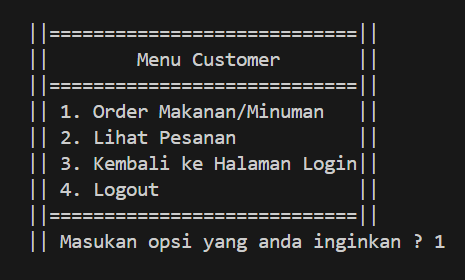 ||============================||
||        Menu Customer       ||
||============================||
|| 1. Order Makanan/Minuman   ||
|| 2. Lihat Pesanan           ||
|| 3. Kembali ke Halaman Login||
|| 4. Logout                  ||
||============================||
|| Masukan opsi yang anda inginkan ? 1